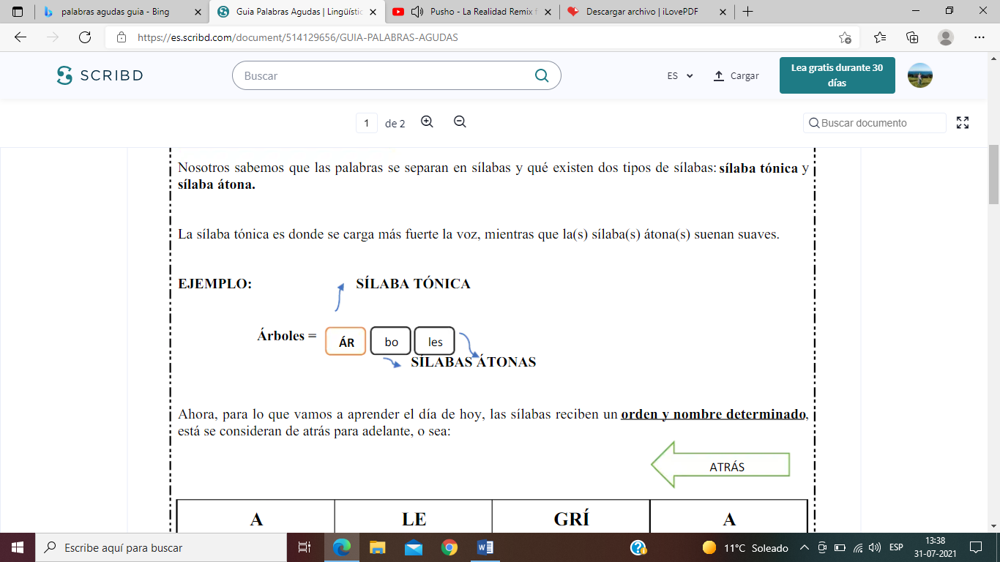 palabras agudas guia - Bing
Guia Palabras Agudas | Lingüístic
Pusho - La Realidad Remix f
Descargar archivo | iLovePDF
https://es.scribd.com/document/514129656/GUIA-PALABRAS-AGUDAS
SCRIBD
Buscar
ES
Cargar
Lea gratis durante 30
días
1 de 2
Buscar documento
Nosotros sabemos que las palabras se separan en sílabas y qué existen dos tipos de sílabas: sílaba tónica y
sílaba átona.
La sílaba tónica es donde se carga más fuerte la voz, mientras que la(s) sílaba(s) átona(s) suenan suaves.
EJEMPLO: SÍLABA TÓNICA
Árboles = ÁR bo les
SÍLABAS ÁTONAS
Ahora, para lo que vamos a aprender el día de hoy, las sílabas reciben un orden y nombre determinado,
está se consideran de atrás para adelante, o sea:
ATRÁS
A LE GRÍ A
Escribe aquí para buscar
11°C Soleado
ESP
13:38
31-07-2021